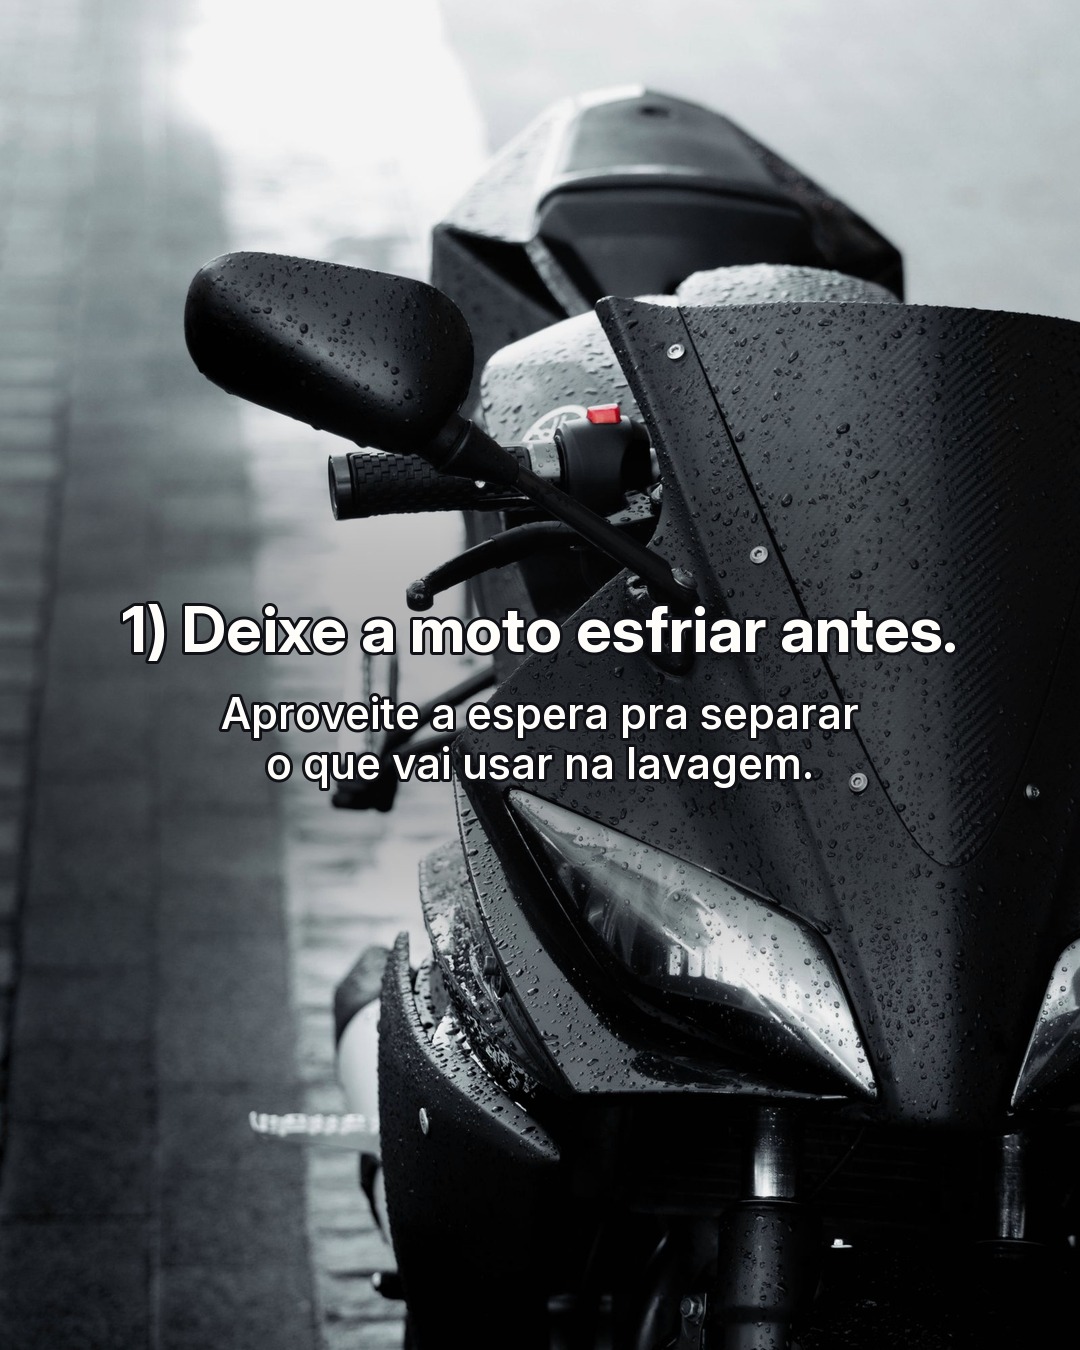 1) Deixe a moto esfriar antes.
Aproveite a espera pra separar
o que vai usar na lavagem.